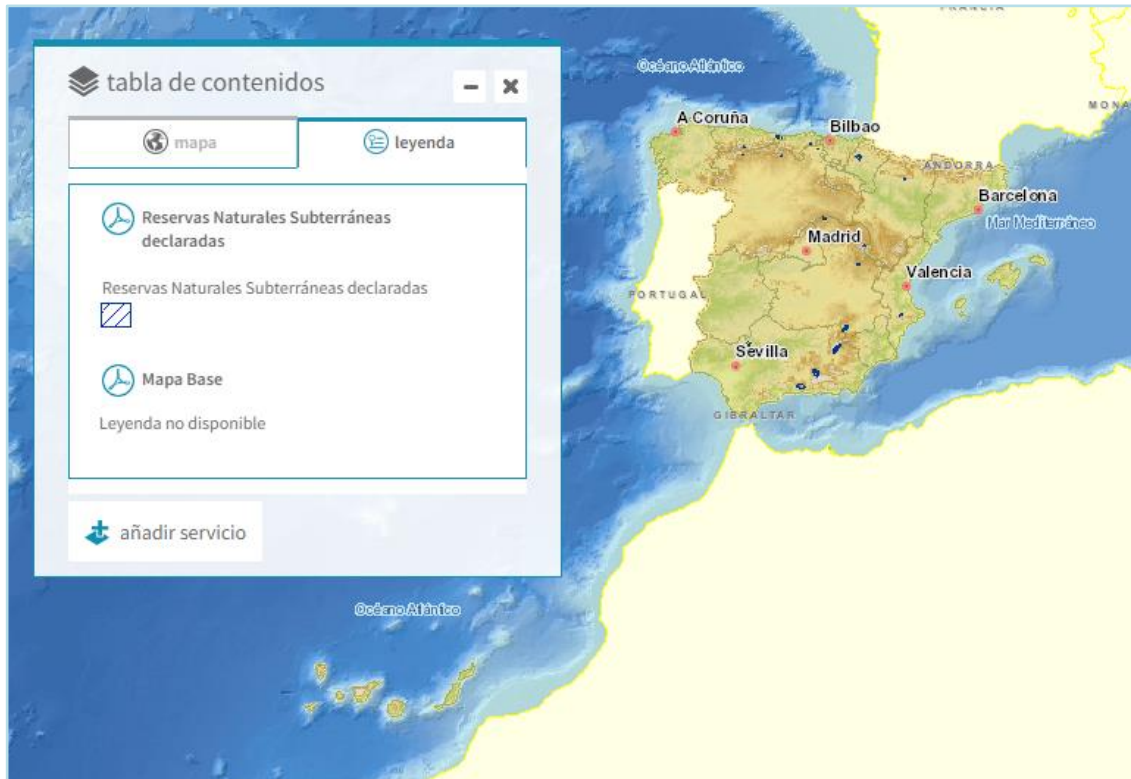 FRANCIA
tabla de contenidos
Océano Atlántico
mapa
leyenda
A Coruña
Bilbao
ANDORRA
Reservas Naturales Subterráneas
declaradas
Barcelona
Mar Mediterráneo
Madrid
Reservas Naturales Subterráneas declaradas
Valencia
PORTUGAL
Sevilla
Mapa Base
GIBRALTAR
Leyenda no disponible
añadir servicio
Océano Atlántico